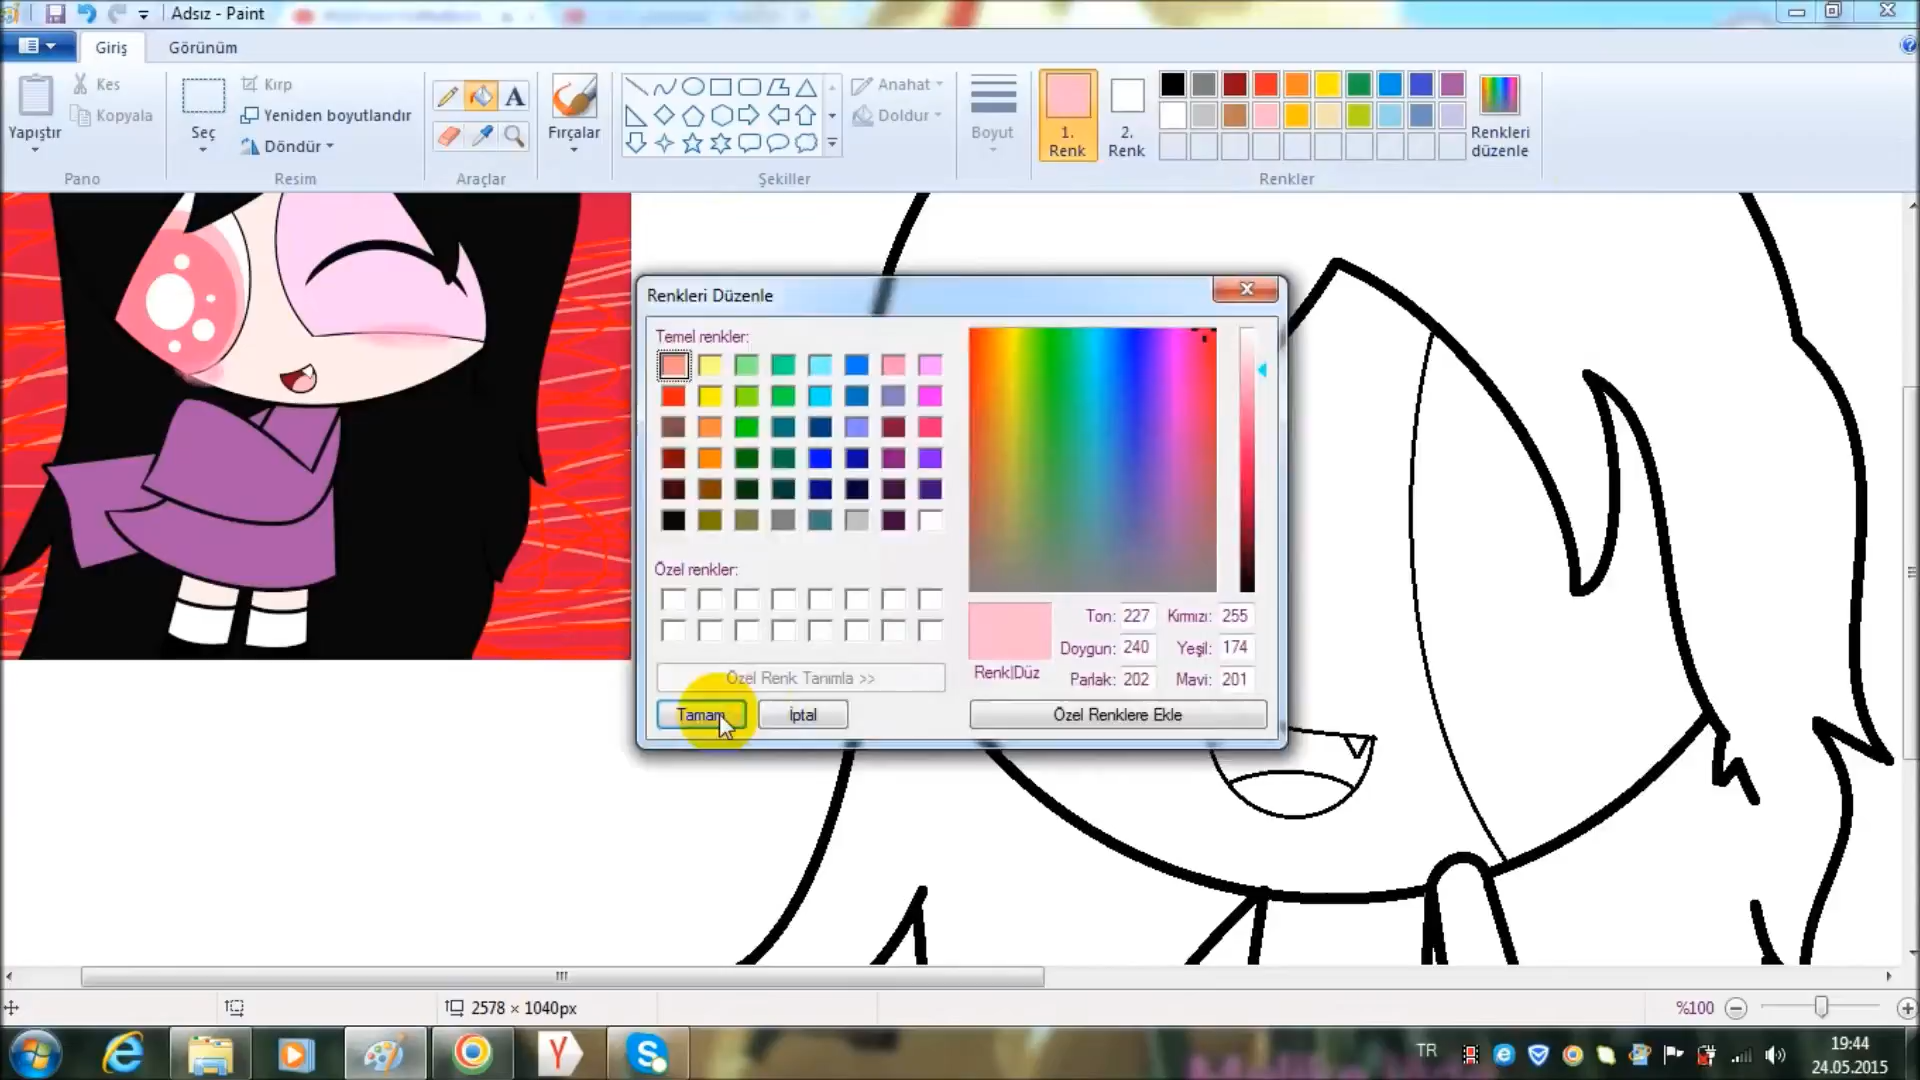 Adsız - Paint
Giriş
Görünüm
Kes
Kopyala
Yapıştır
Pano
Kırp
Yeniden boyutlandır
Döndür
Seç
Resim
A
Araçlar
Fırçalar
Anahat
Doldur
Şekiller
Boyut
1.
Renk
2.
Renk
Renkleri
düzenle
Renkler
Renkleri Düzenle
Temel renkler:
Özel renkler:
Özel Renk Tanımla >>
Tamam
İptal
Renk|Düz
Ton: 227
Kırmızı: 255
Doygun: 240
Yeşil: 174
Parlak: 202
Mavi: 201
Özel Renklere Ekle
2578 × 1040px
%100
TR
19:44
24.05.2015